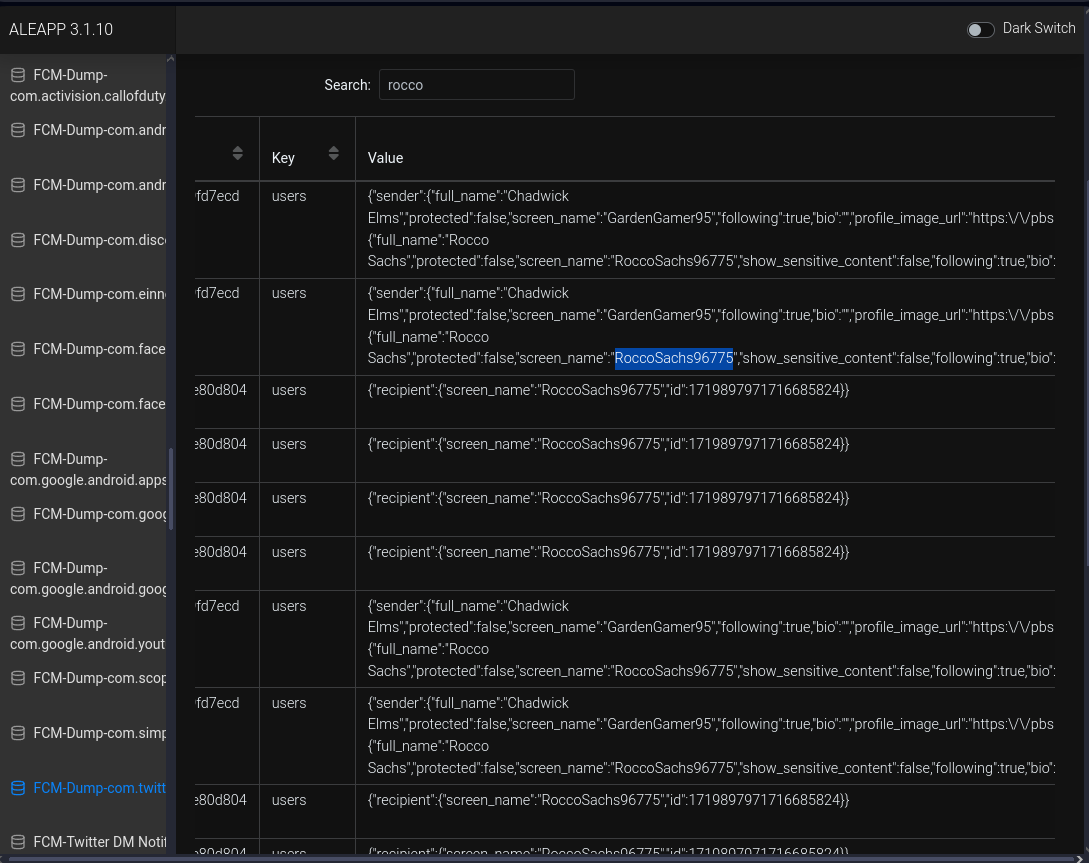 ALEAPP 3.1.10
Dark Switch
FCM-Dump-
com.activision.callofduty
FCM-Dump-com.andr
FCM-Dump-com.andr
FCM-Dump-com.disc
FCM-Dump-com.einn
FCM-Dump-com.face
FCM-Dump-com.face
FCM-Dump-
com.google.android.apps
FCM-Dump-com.goog
FCM-Dump-
com.google.android.goog
FCM-Dump-
com.google.android.yout
FCM-Dump-com.scop
FCM-Dump-com.simp
FCM-Dump-com.twitt
FCM-Twitter DM Notif
Search: rocco
Key Value
fd7ecd users {"sender":{"full_name":"Chadwick
Elms","protected":false,"screen_name":"GardenGamer95","following":true,"bio":"","profile_image_url":"https:\/\/pbs
{"full_name":"Rocco
Sachs","protected":false,"screen_name":"RoccoSachs96775","show_sensitive_content":false,"following":true,"bio":
fd7ecd users {"sender":{"full_name":"Chadwick
Elms","protected":false,"screen_name":"GardenGamer95","following":true,"bio":"","profile_image_url":"https:\/\/pbs
{"full_name":"Rocco
Sachs","protected":false,"screen_name":"RoccoSachs96775","show_sensitive_content":false,"following":true,"bio":
e80d804 users {"recipient":{"screen_name":"RoccoSachs96775","id":1719897971716685824}}
e80d804 users {"recipient":{"screen_name":"RoccoSachs96775","id":1719897971716685824}}
e80d804 users {"recipient":{"screen_name":"RoccoSachs96775","id":1719897971716685824}}
e80d804 users {"recipient":{"screen_name":"RoccoSachs96775","id":1719897971716685824}}
fd7ecd users {"sender":{"full_name":"Chadwick
Elms","protected":false,"screen_name":"GardenGamer95","following":true,"bio":"","profile_image_url":"https:\/\/pbs
{"full_name":"Rocco
Sachs","protected":false,"screen_name":"RoccoSachs96775","show_sensitive_content":false,"following":true,"bio":
fd7ecd users {"sender":{"full_name":"Chadwick
Elms","protected":false,"screen_name":"GardenGamer95","following":true,"bio":"","profile_image_url":"https:\/\/pbs
{"full_name":"Rocco
Sachs","protected":false,"screen_name":"RoccoSachs96775","show_sensitive_content":false,"following":true,"bio":
e80d804 users {"recipient":{"screen_name":"RoccoSachs96775","id":1719897971716685824}}
e80d804 users {"recipient":{"screen_name":"RoccoSachs96775","id":1719897971716685824}}